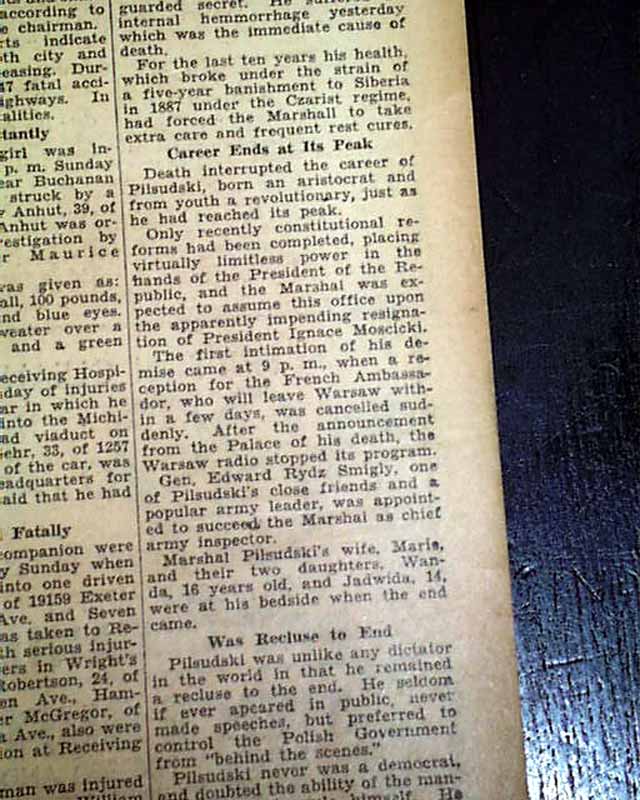 according to
e chairman.
rts indicate
th city and
easing. Dur-
47 fatal acci-
ighways. In
alities.
tantly
girl was in-
p. m. Sunday
ear Buchanan
struck by a
Anhut, 39, of
Anhut was or-
estigation by
r Maurice
was given as:
all, 100 pounds,
nd blue eyes.
weater over a
and a green
eceiving Hospi-
day of injuries
ar in which he
into the Michi-
ad viaduct on
ehr, 33, of 1257
of the car, was
eadquarters for
aid that he had
Fatally
companion were
y Sunday when
into one driven
of 19159 Exeter
Ave. and Seven
as taken to Re-
th serious injur-
ers in Wright's
Robertson, 24, of
en Ave., Ham-
er McGregor, of
a Ave., also were
ion at Receiving
man was injured
guarded secret. He suffered
internal hemmorrhage yesterday
which was the immediate cause of
death.
For the last ten years his health,
which broke under the strain of
a five-year banishment to Siberia
in 1887 under the Czarist regime,
had forced the Marshall to take
extra care and frequent rest cures.
Career Ends at Its Peak
Death interrupted the career of
Pilsudski, born an aristocrat and
from youth a revolutionary, just as
he had reached its peak.
Only recently constitutional re-
forms had been completed, placing
virtually limitless power in the
hands of the President of the Re-
public, and the Marshal was ex-
pected to assume this office upon
the apparently impending resigna-
tion of President Ignace Moscicki.
The first intimation of his de-
mise came at 9 p. m., when a re-
ception for the French Ambassa-
dor, who will leave Warsaw with-
in a few days, was cancelled sud-
denly. After the announcement
from the Palace of his death, the
Warsaw radio stopped its program.
Gen. Edward Rydz Smigly, one
of Pilsudski's close friends and a
popular army leader, was appoint-
ed to succeed the Marshal as chief
army inspector.
Marshal Pilsudski's wife, Marie,
and their two daughters, Wan-
da, 16 years old, and Jadwida, 14,
were at his bedside when the end
came.
Was Recluse to End
Pilsudski was unlike any dictator
in the world in that he remained
a recluse to the end. He seldom
if ever apeared in public, never
made speeches, but preferred to
control the Polish Government
from "behind the scenes."
Pilsudski never was a democrat,
and doubted the ability of the man-
himself. He